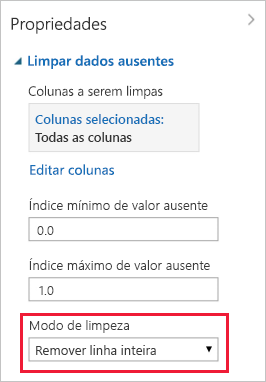 Propriedades
Limpar dados ausentes
Colunas a serem limpas
Colunas selecionadas:
Todas as colunas
Editar colunas
Índice mínimo de valor ausente
0.0
Índice máximo de valor ausente
1.0
Modo de limpeza
Remover linha inteira